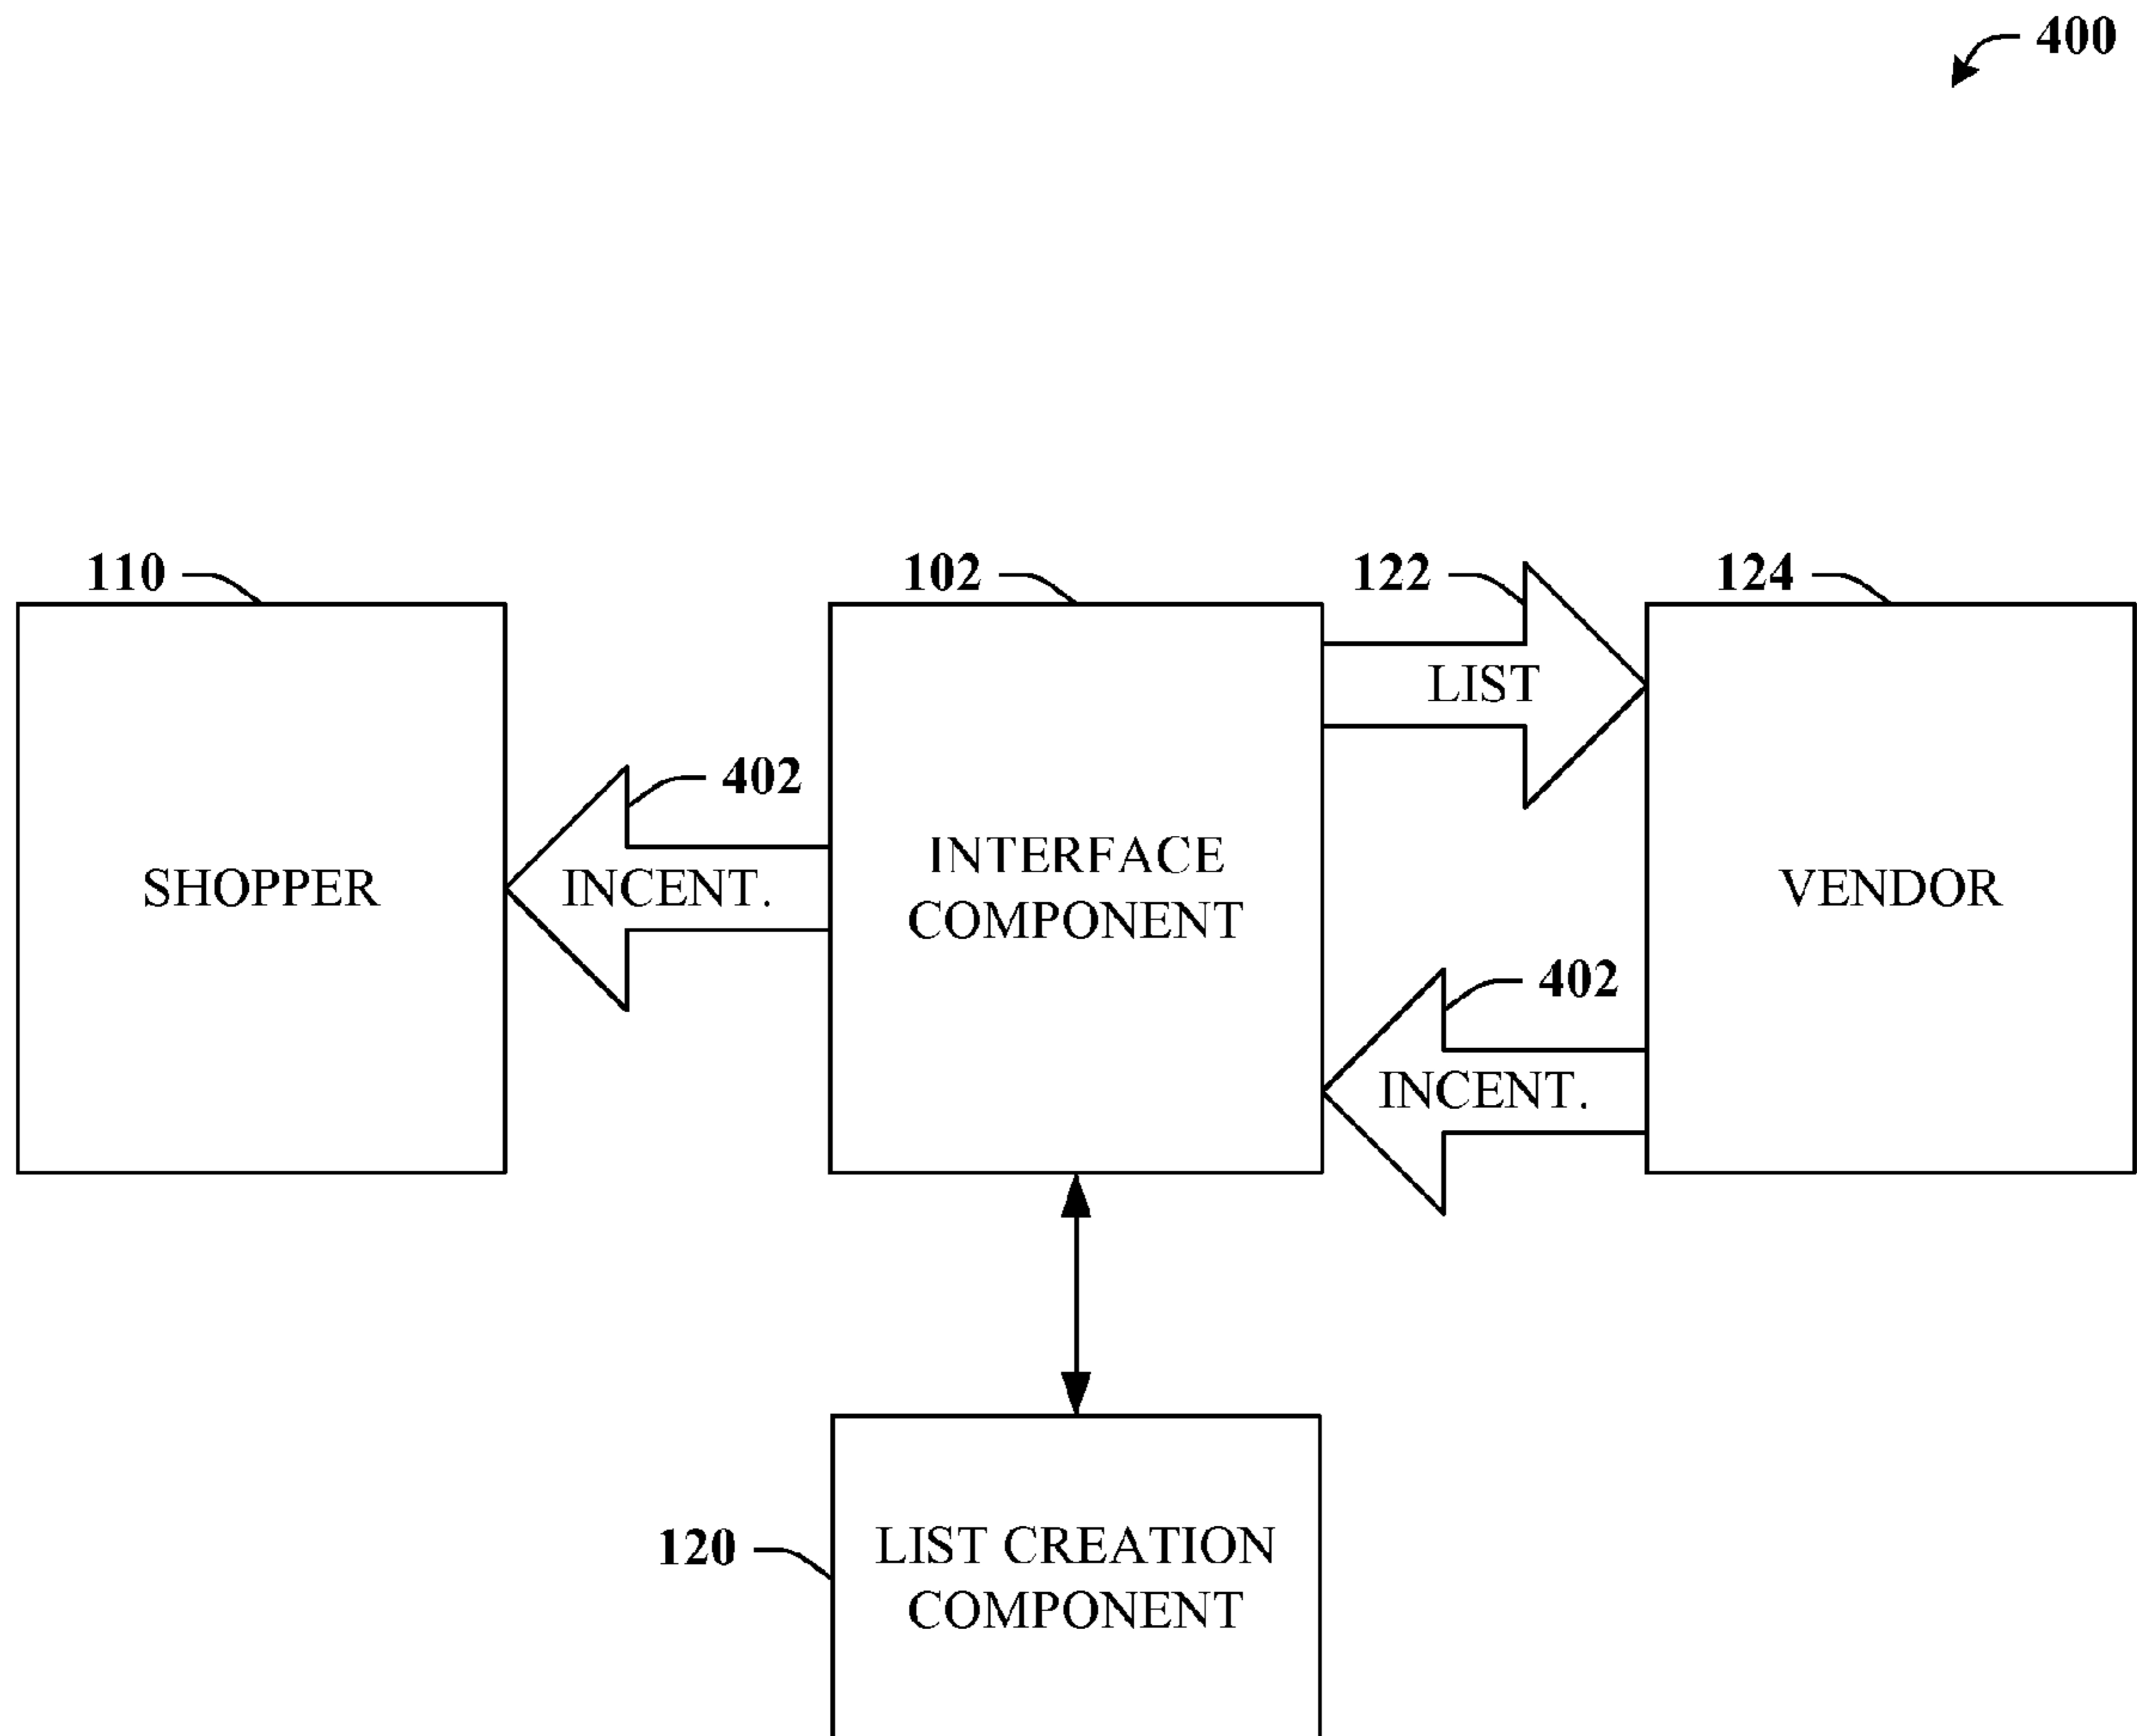 400
110
102
122
124
LIST
402
SHOPPER
INCENT.
INTERFACE
COMPONENT
VENDOR
402
INCENT.
120
LIST CREATION
COMPONENT